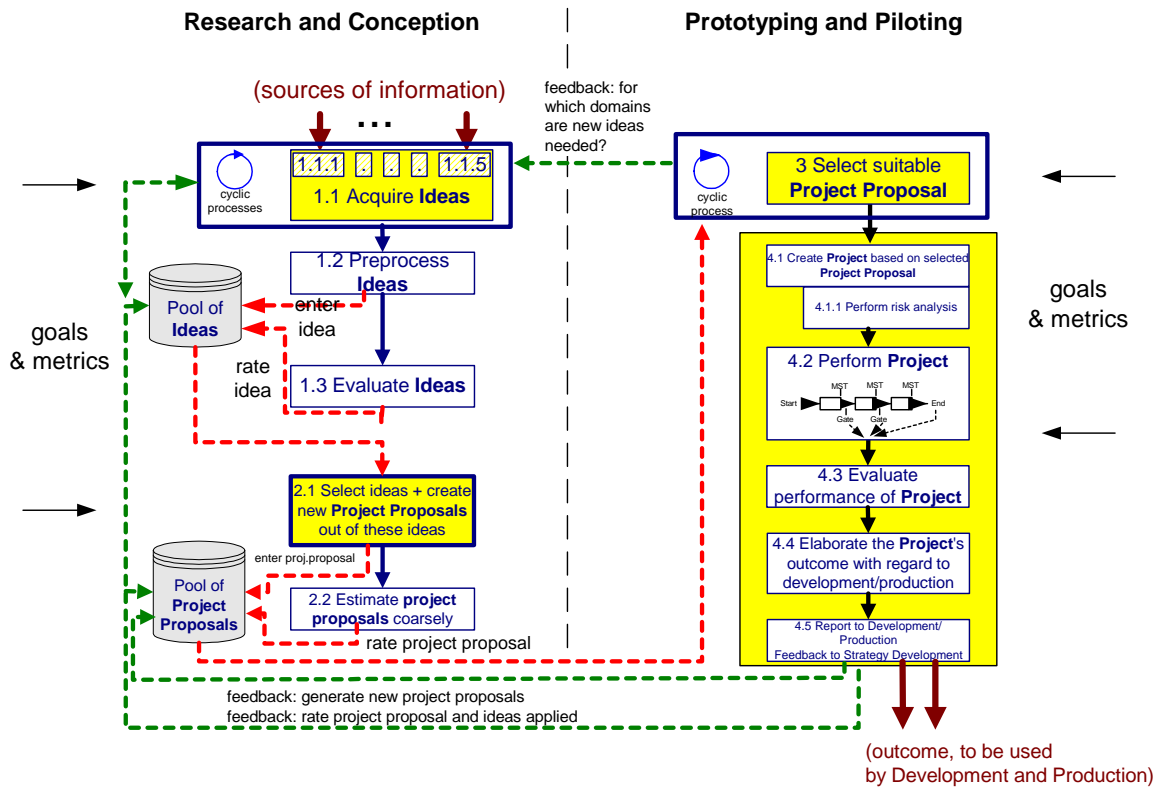 Research and Conception
Prototyping and Piloting
(sources of information)
...
feedback: for
which domains
are new ideas
needed?
1.1.1 . . . 1.1.5
1.1 Acquire Ideas
cyclic
processes
cyclic
process
3 Select suitable
Project Proposal
1.2 Preprocess
Ideas
4.1 Create Project based on selected
Project Proposal
4.1.1 Perform risk analysis
Pool of
Ideas
enter
idea
goals
& metrics
goals
& metrics
rate
idea
1.3 Evaluate Ideas
4.2 Perform Project
MST MST MST
Start End
Gate Gate
4.3 Evaluate
performance of Project
2.1 Select ideas + create
new Project Proposals
out of these ideas
enter proj.proposal
4.4 Elaborate the Project's
outcome with regard to
development/production
Pool of
Project
Proposals
2.2 Estimate project
proposals coarsely
rate project proposal
4.5 Report to Development/
Production
Feedback to Strategy Development
feedback: generate new project proposals
feedback: rate project proposal and ideas applied
(outcome, to be used
by Development and Production)